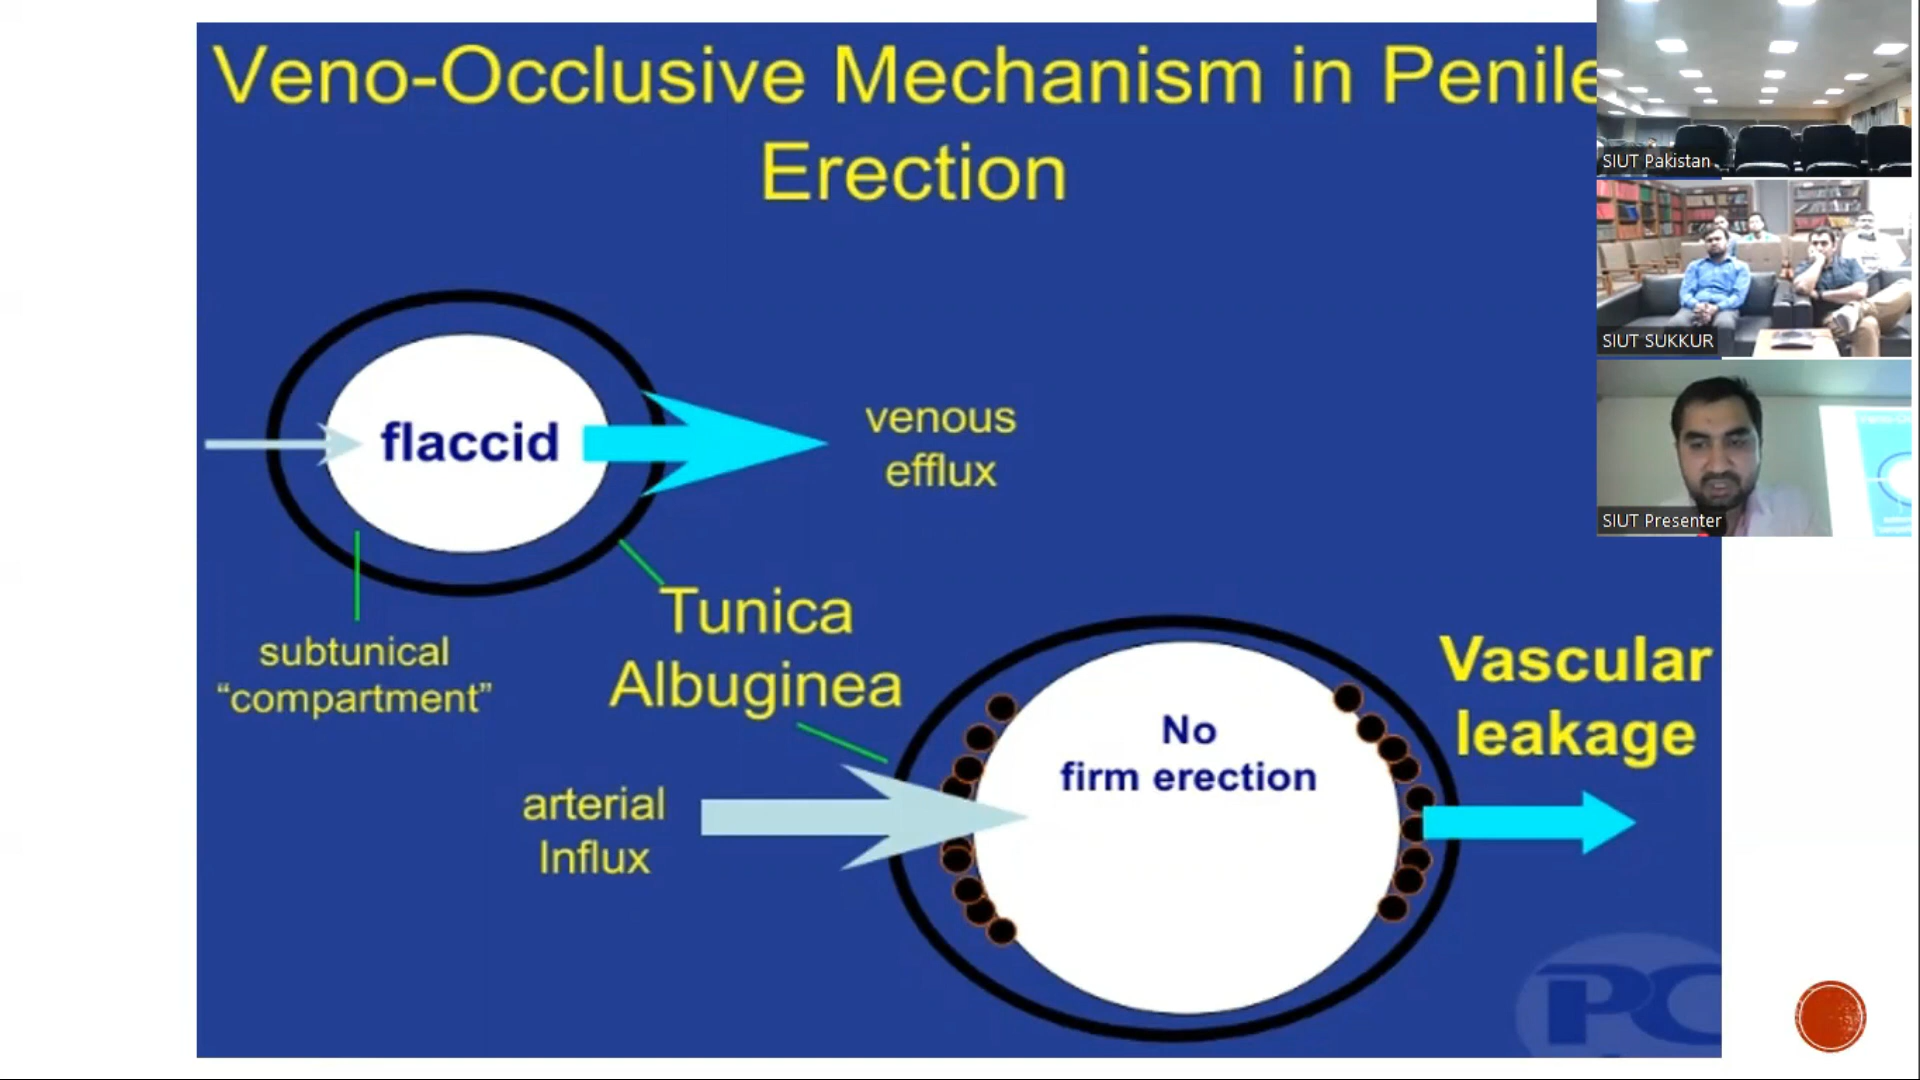 Veno-Occlusive Mechanism in Penile
Erection
flaccid
venous
efflux
subtunical
“compartment”
Tunica
Albuginea
No
firm erection
arterial
Influx
Vascular
leakage
PC
SIUT Pakistan
SIUT SUKKUR
SIUT Presenter